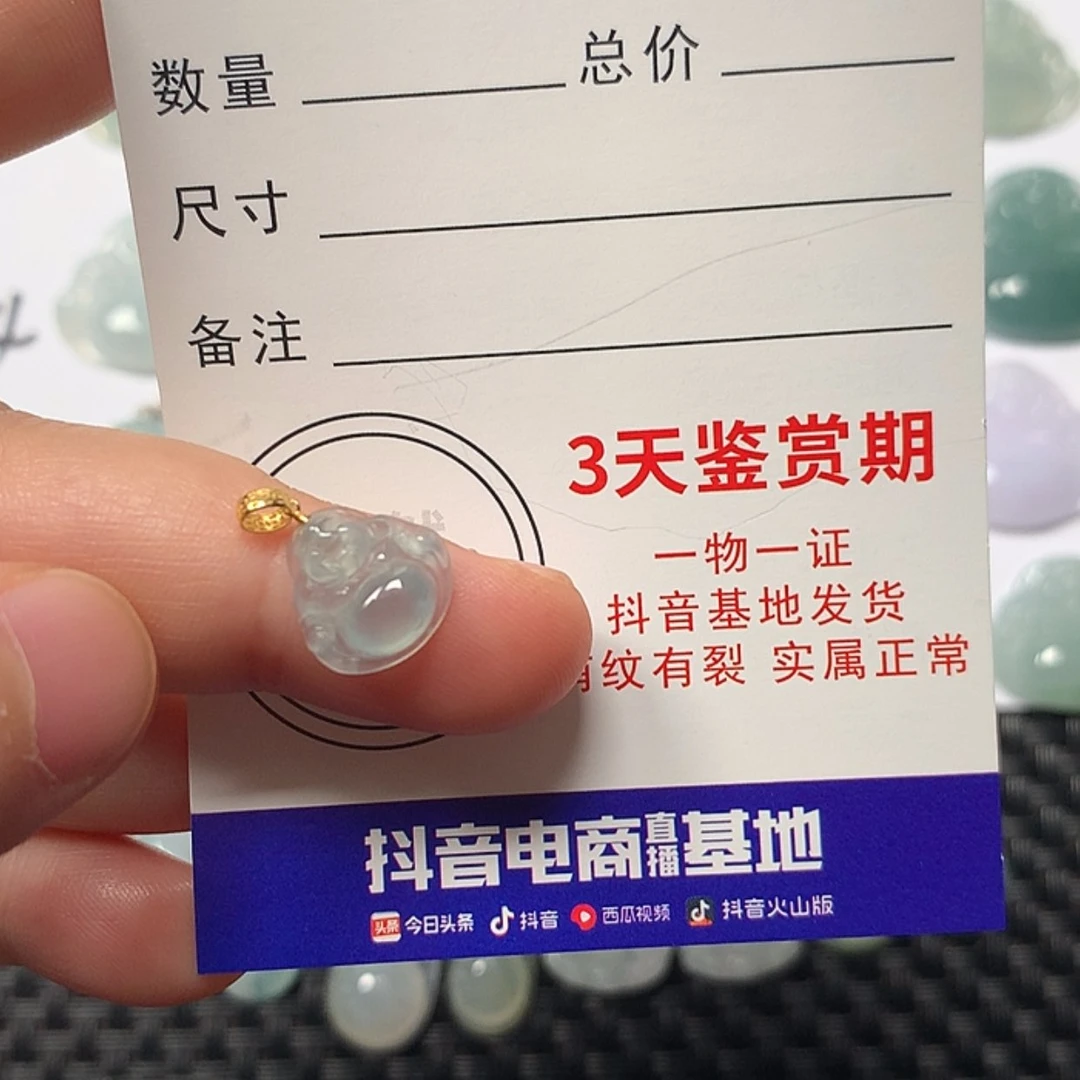 数量 总价
尺寸
备注
3天鉴赏期
一物一证
抖音基地发货
纹有裂 实属正常
抖音电商直播基地
头条 今日头条 抖音 西瓜视频 抖音火山版